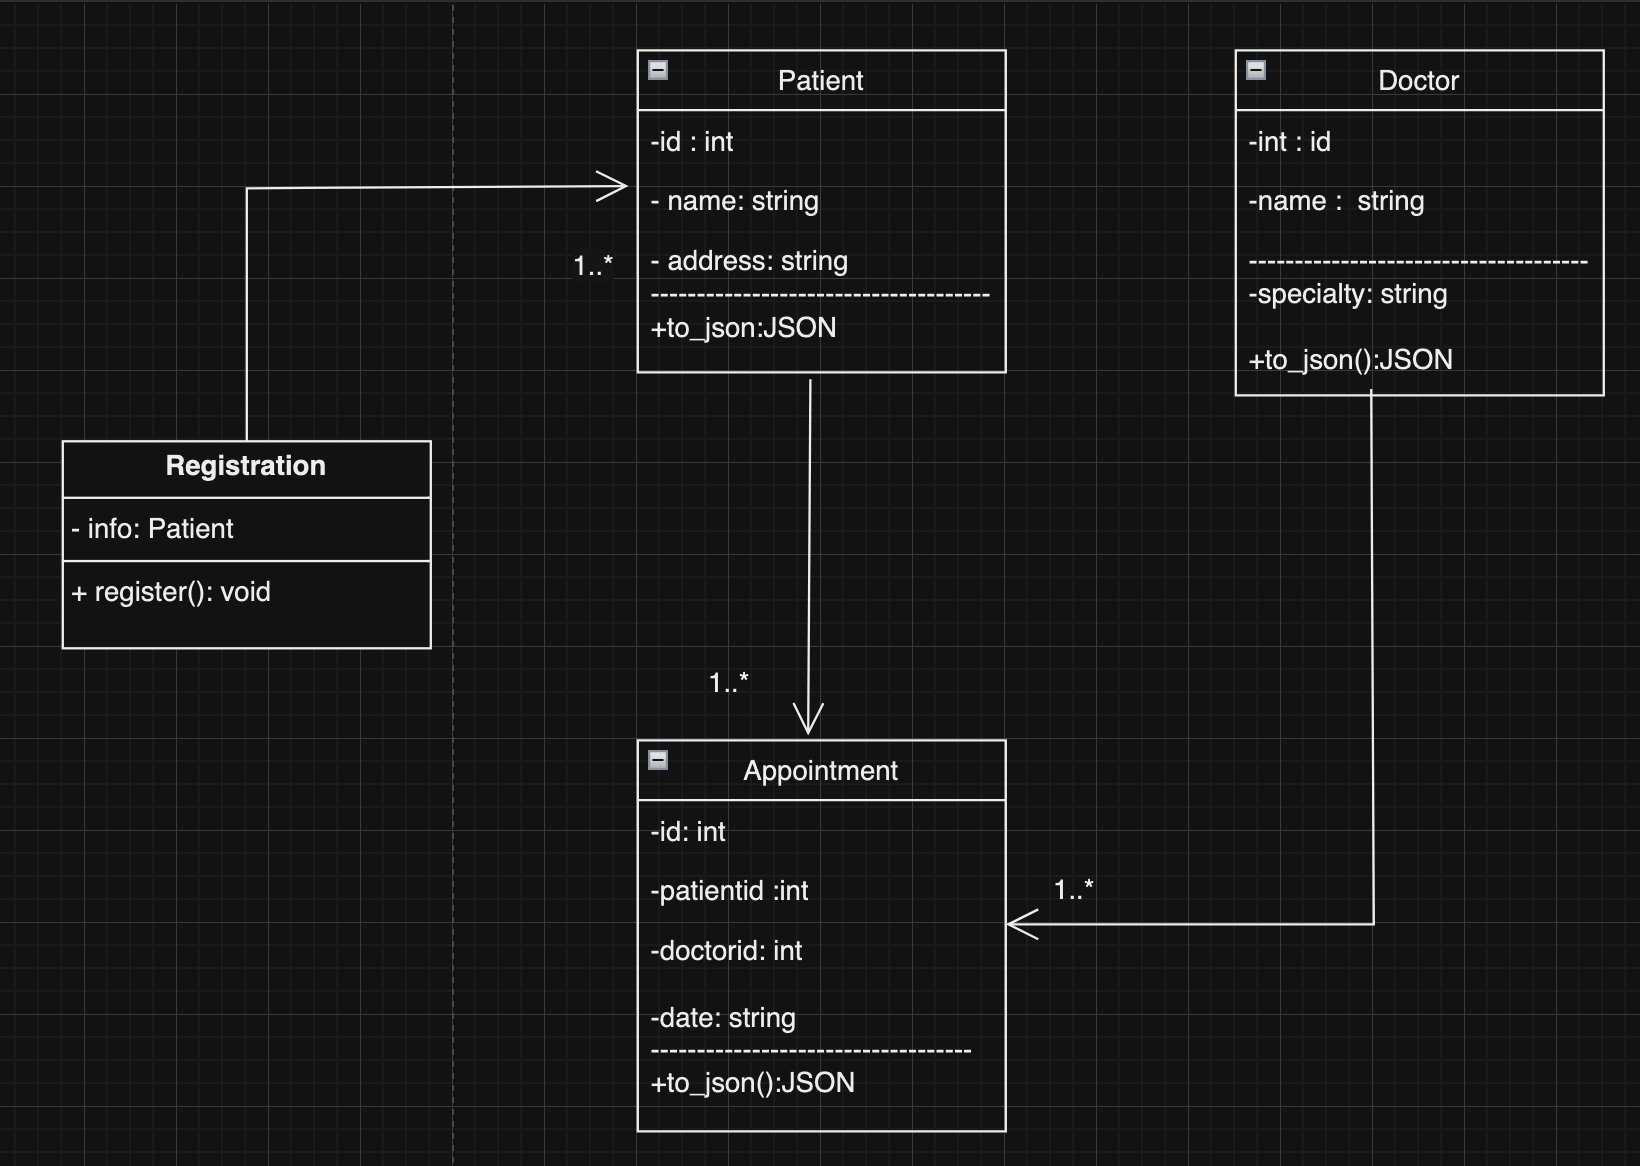 Patient
-id : int
- name: string
- address: string
+to_json:JSON
Doctor
-int : id
-name :  string
-specialty: string
+to_json():JSON
1..*
Registration
- info: Patient
+ register(): void
1..*
Appointment
-id: int
-patientid :int
-doctorid: int
-date: string
+to_json():JSON
1..*